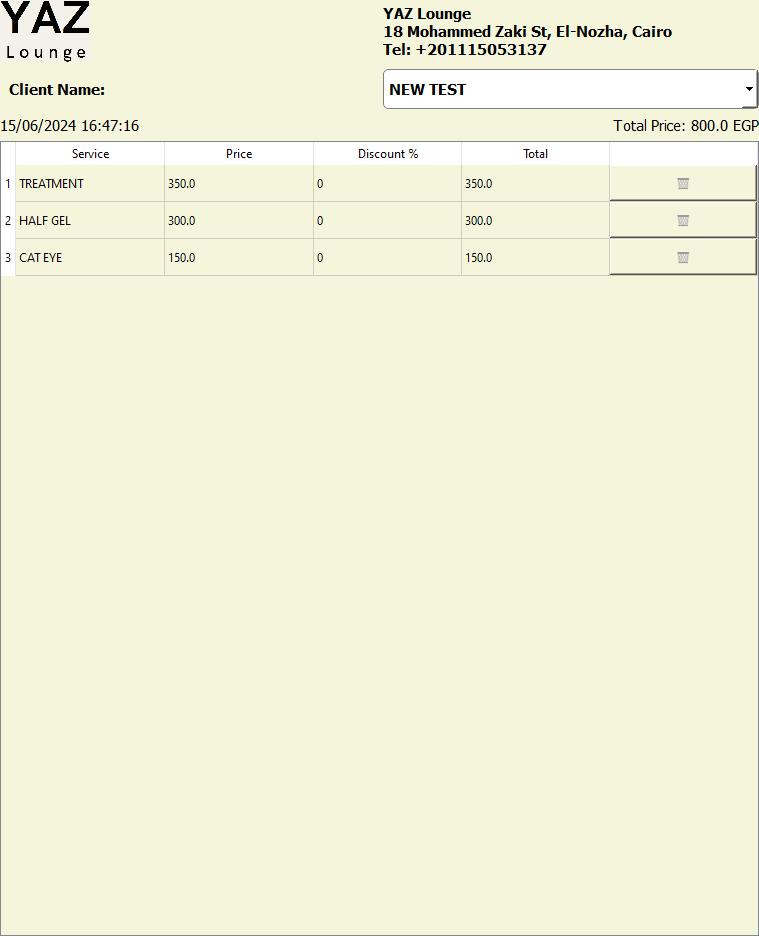 YAZ
Lounge
YAZ Lounge
18 Mohammed Zaki St, El-Nozha, Cairo
Tel: +201115053137
Client Name: NEW TEST
15/06/2024 16:47:16 Total Price: 800.0 EGP
Service Price Discount % Total
1 TREATMENT 350.0 0 350.0
2 HALF GEL 300.0 0 300.0
3 CAT EYE 150.0 0 150.0